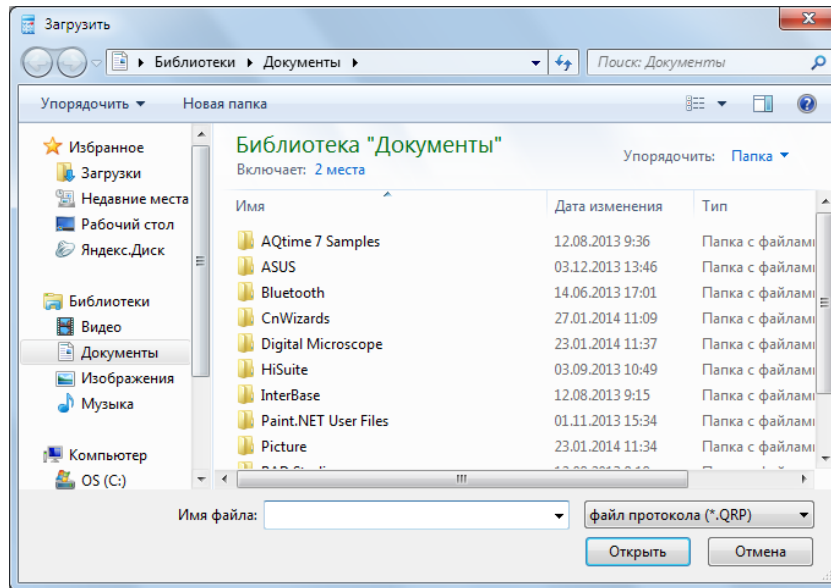 Загрузить
Библиотеки Документы
Поиск: Документы
Упорядочить Новая папка
Избранное
Загрузки
Недавние места
Рабочий стол
Яндекс.Диск
Библиотеки
Видео
Документы
Изображения
Музыка
Компьютер
OS (C:)
Библиотека "Документы"
Включает: 2 места
Упорядочить: Папка
Имя Дата изменения Тип
AQtime 7 Samples 12.08.2013 9:36 Папка с файлами
ASUS 03.12.2013 13:46 Папка с файлами
Bluetooth 14.06.2013 17:01 Папка с файлами
CnWizards 27.01.2014 11:09 Папка с файлами
Digital Microscope 23.01.2014 11:37 Папка с файлами
HiSuite 03.09.2013 10:49 Папка с файлами
InterBase 12.08.2013 9:15 Папка с файлами
Paint.NET User Files 01.11.2013 15:34 Папка с файлами
Picture 23.01.2014 11:34 Папка с файлами
Имя файла: файл протокола (*.QRP)
Открыть Отмена